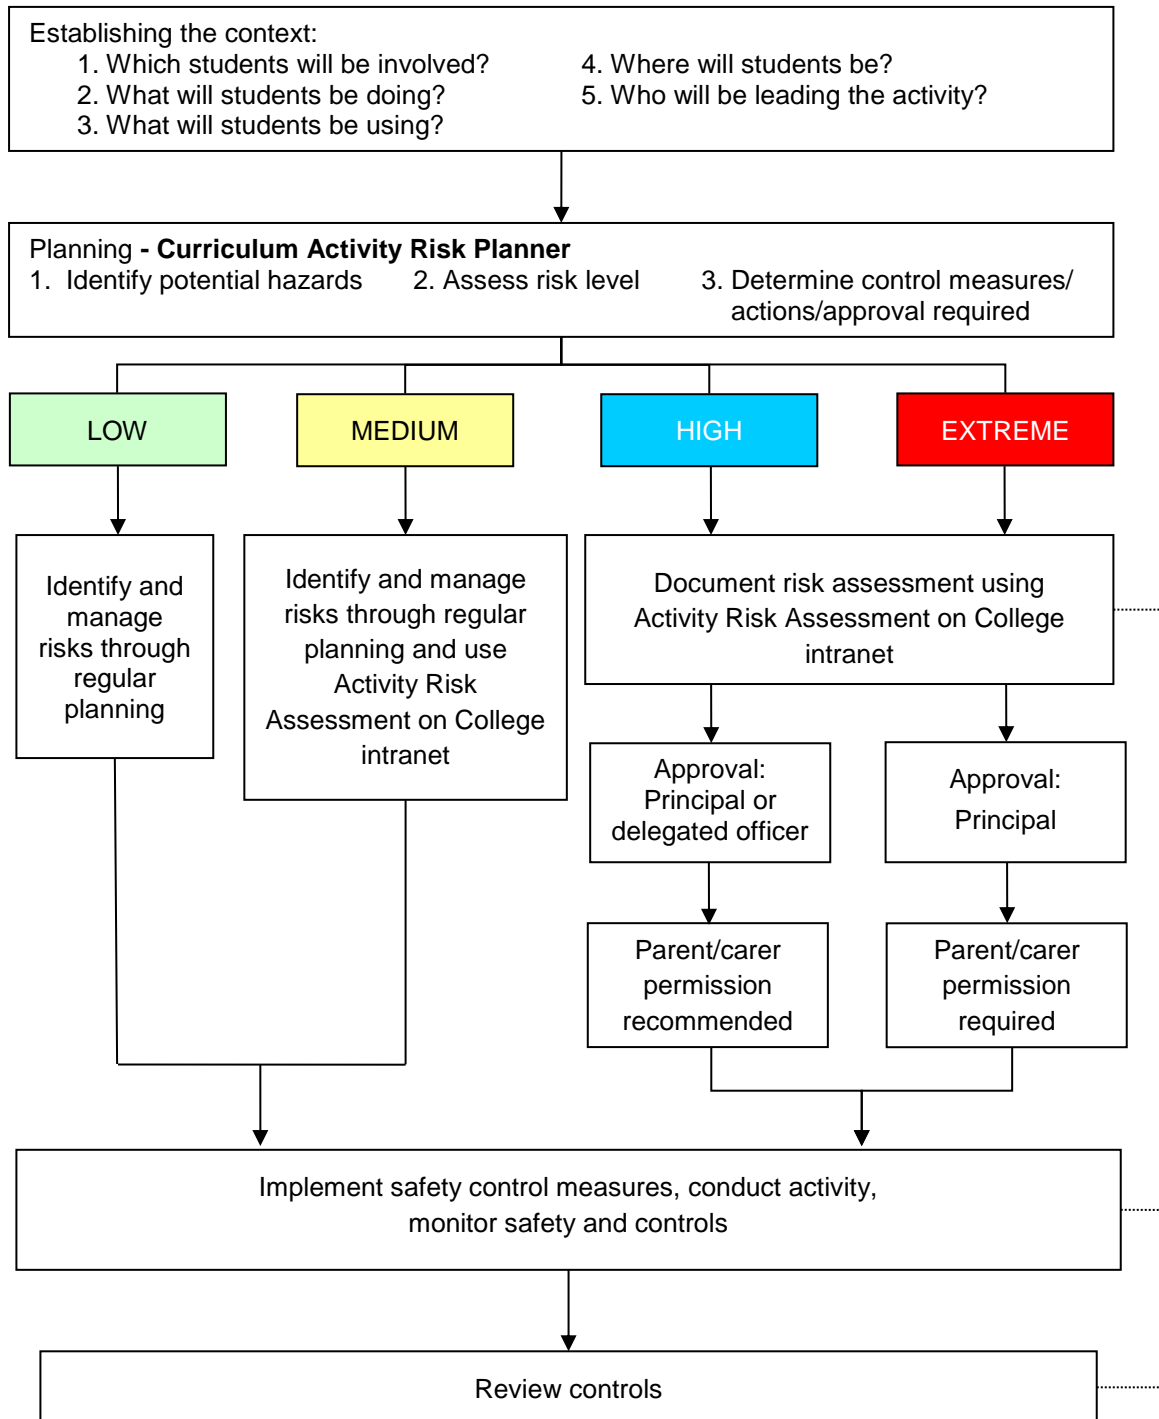 Establishing the context:
1. Which students will be involved?
2. What will students be doing?
3. What will students be using?
4. Where will students be?
5. Who will be leading the activity?
Planning - Curriculum Activity Risk Planner
1. Identify potential hazards
2. Assess risk level
3. Determine control measures/
actions/approval required
LOW
MEDIUM
HIGH
EXTREME
Identify and
manage
risks through
regular
planning
Identify and manage
risks through regular
planning and use
Activity Risk
Assessment on College
intranet
Document risk assessment using
Activity Risk Assessment on College
intranet
Approval:
Principal or
delegated officer
Approval:
Principal
Parent/carer
permission
recommended
Parent/carer
permission
required
Implement safety control measures, conduct activity,
monitor safety and controls
Review controls